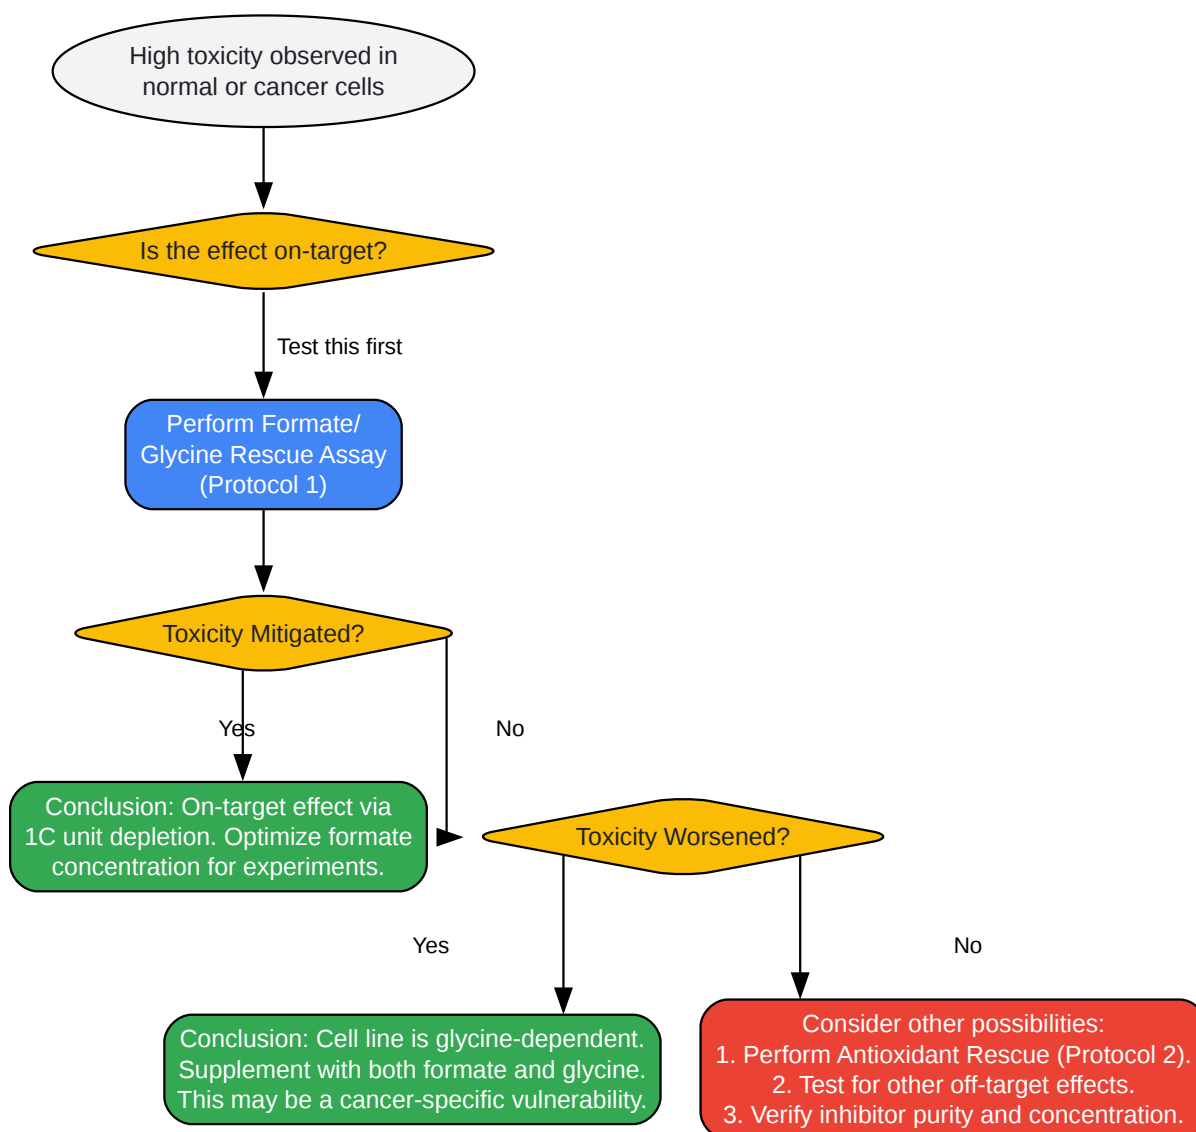 High toxicity observed in
normal or cancer cells
Is the effect on-target?
Test this first
Perform Formate/
Glycine Rescue Assay
(Protocol 1)
Toxicity Mitigated?
Yes
No
Conclusion: On-target effect via
1C unit depletion. Optimize formate
concentration for experiments.
Toxicity Worsened?
Yes
No
Conclusion: Cell line is glycine-dependent.
Supplement with both formate and glycine.
This may be a cancer-specific vulnerability.
Consider other possibilities:
1. Perform Antioxidant Rescue (Protocol 2).
2. Test for other off-target effects.
3. Verify inhibitor purity and concentration.